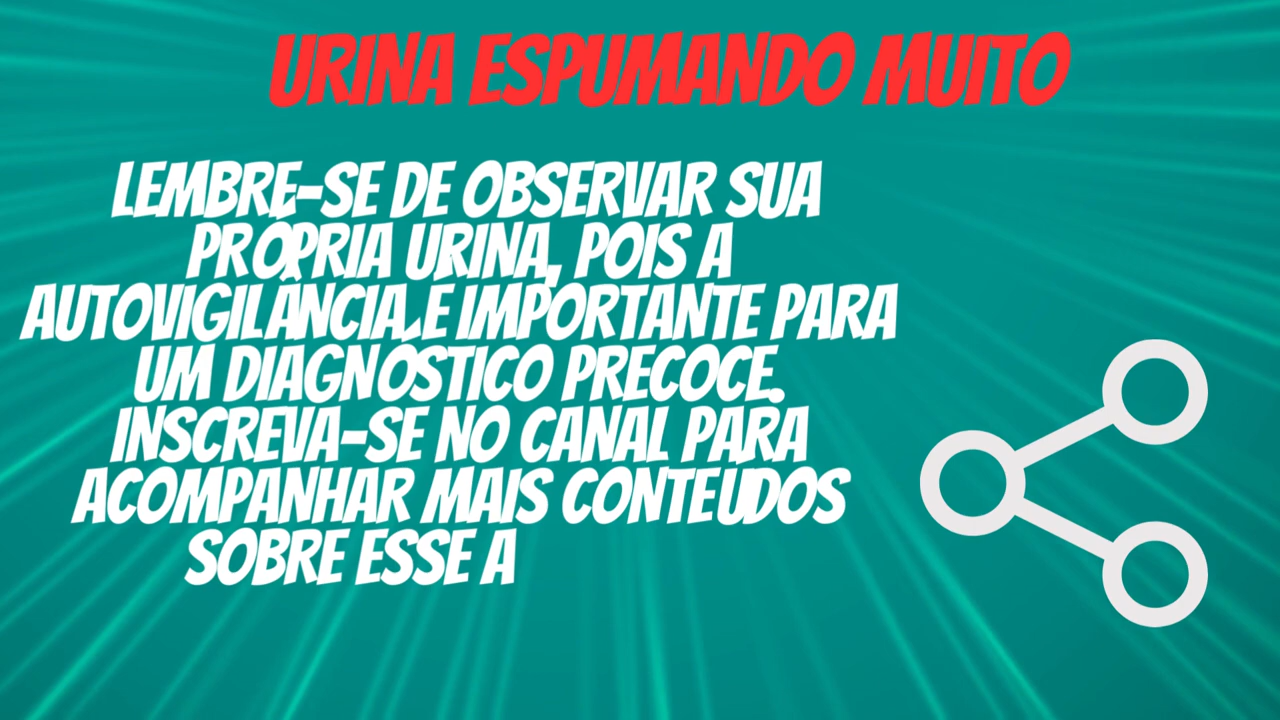 URINA ESPUMANDO MUITO
LEMBRE-SE DE OBSERVAR SUA
PRÓPRIA URINA, POIS A
AUTOVIGILÂNCIA É IMPORTANTE PARA
UM DIAGNÓSTICO PRECOCE.
INSCREVA-SE NO CANAL PARA
ACOMPANHAR MAIS CONTEÚDOS
SOBRE ESSE A